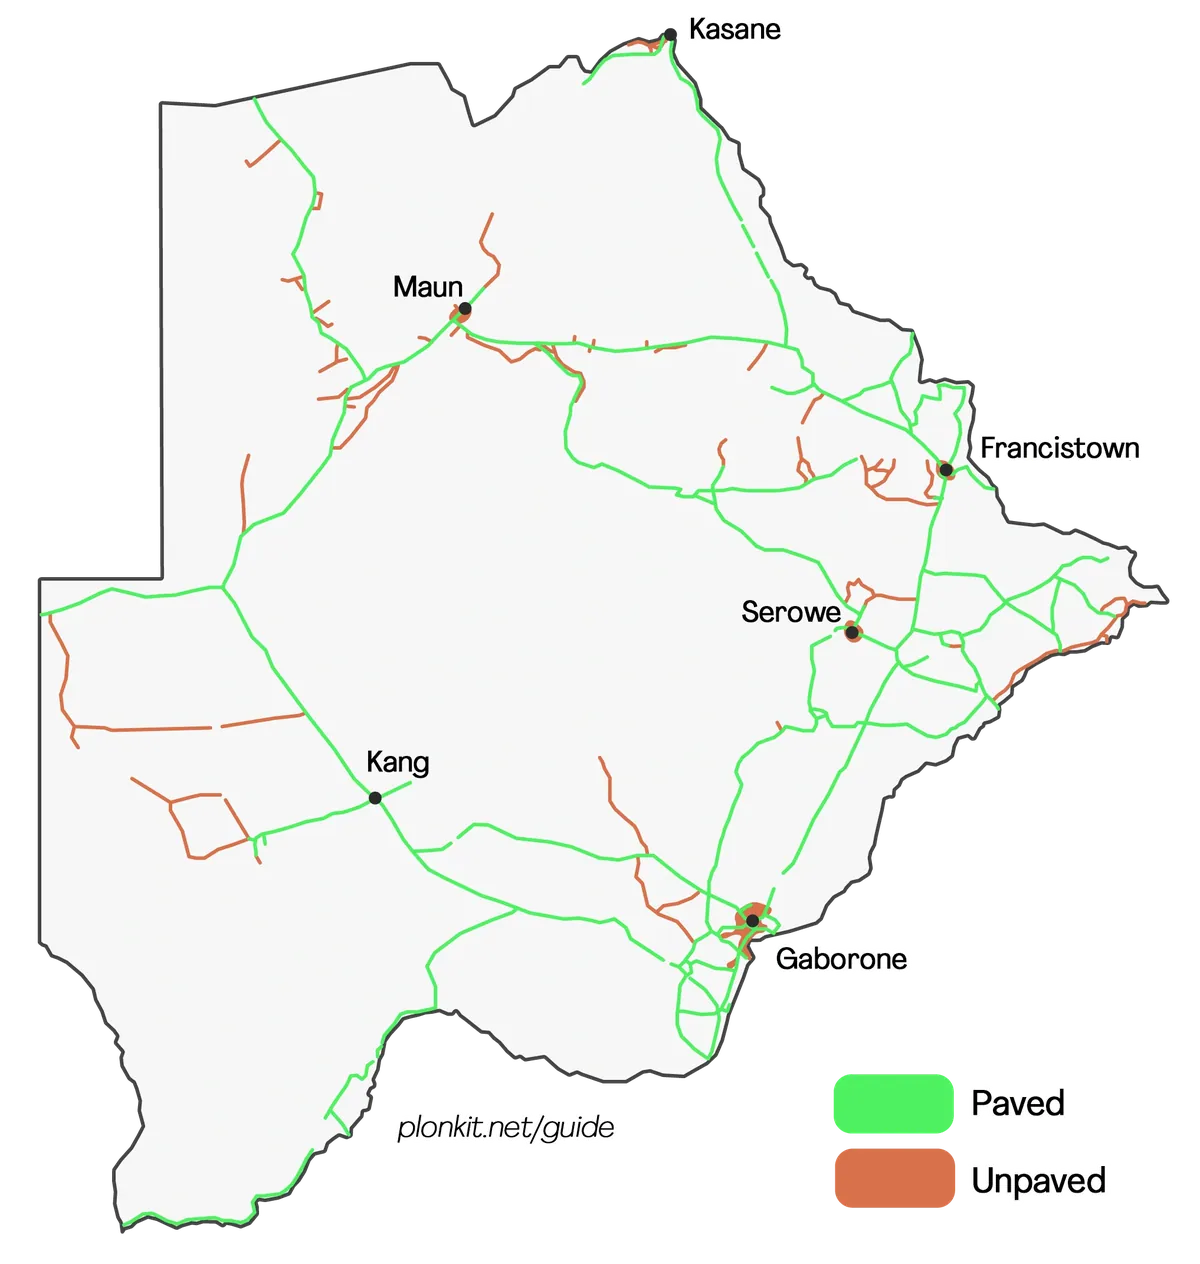 Kasane
Maun
Francistown
Serowe
Kang
Gaborone
plonkit.net/guide
Paved
Unpaved